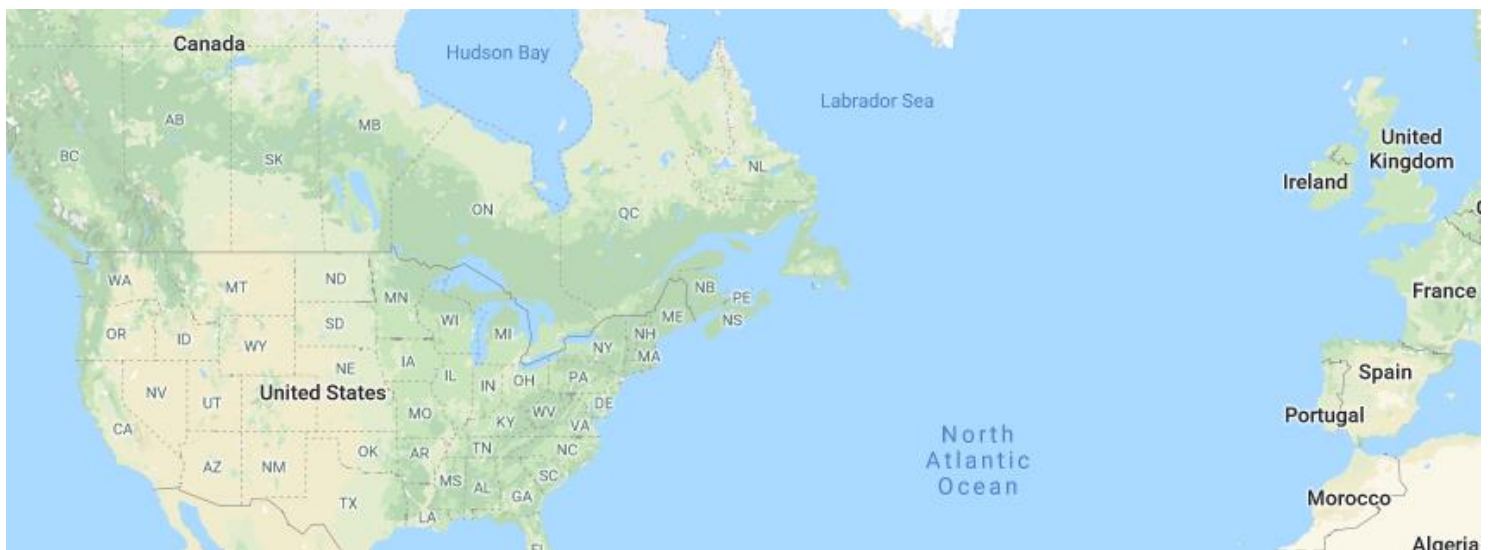 Canada
Hudson Bay
Labrador Sea
AB
MB
BC
SK
NL
United
Kingdom
Ireland
ON
QC
WA
MT
ND
MN
NB
PE
France
OR
ID
SD
WI
MI
ME
NS
WY
NH
NY
MA
NE
IA
IL
IN
OH
PA
Spain
NV
UT
United States
DE
MO
WV
KY
VA
Portugal
CA
North
Atlantic
Ocean
OK
AR
TN
NC
AZ
NM
MS
AL
SC
GA
TX
LA
Morocco
Algeria